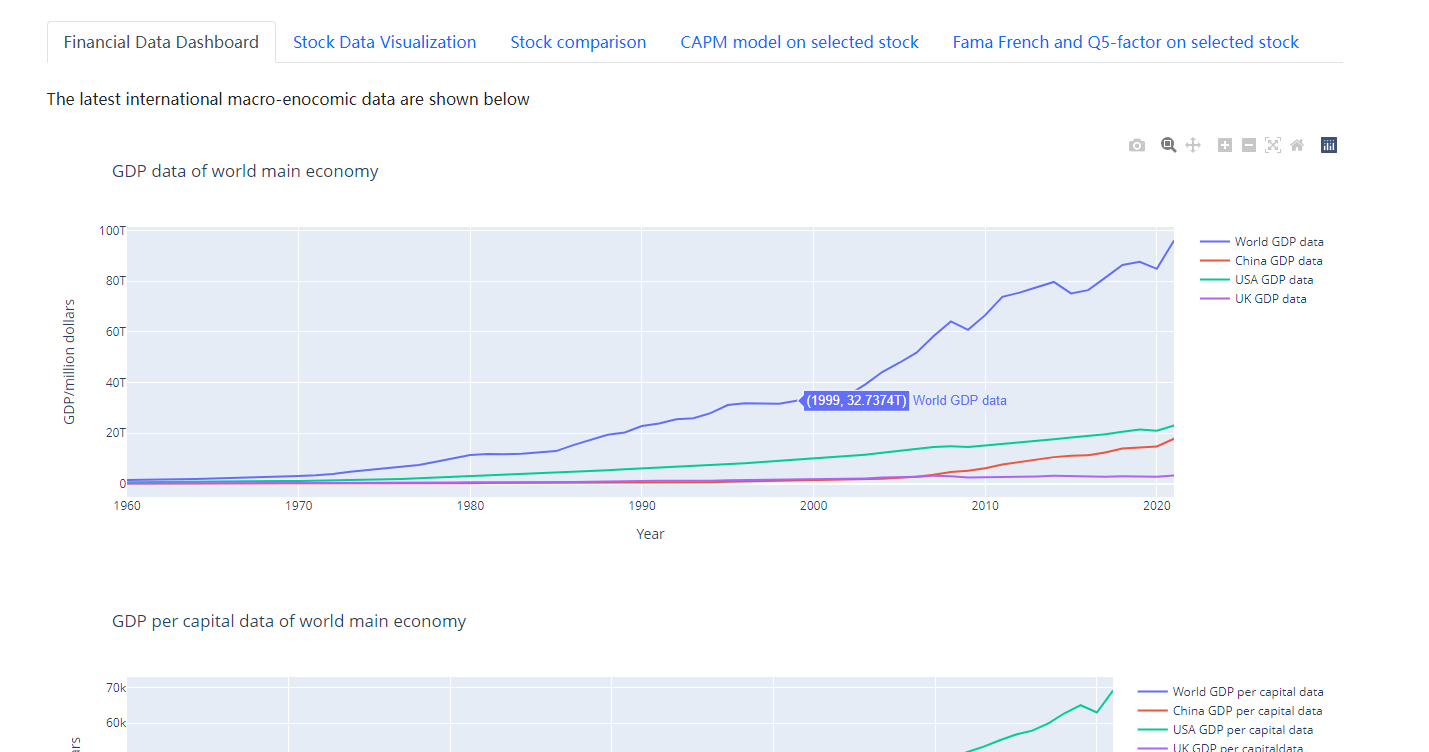 Financial Data Dashboard
Stock Data Visualization
Stock comparison
CAPM model on selected stock
Fama French and Q5-factor on selected stock
The latest international macro-enocomic data are shown below
GDP data of world main economy
100T
80T
60T
40T
20T
0
GDP/million dollars
1960
1970
1980
1990
2000
2010
2020
Year
(1999, 32.7374T) World GDP data
World GDP data
China GDP data
USA GDP data
UK GDP data
GDP per capital data of world main economy
70k
60k
World GDP per capital data
China GDP per capital data
USA GDP per capital data
UK GDP per capitaldata